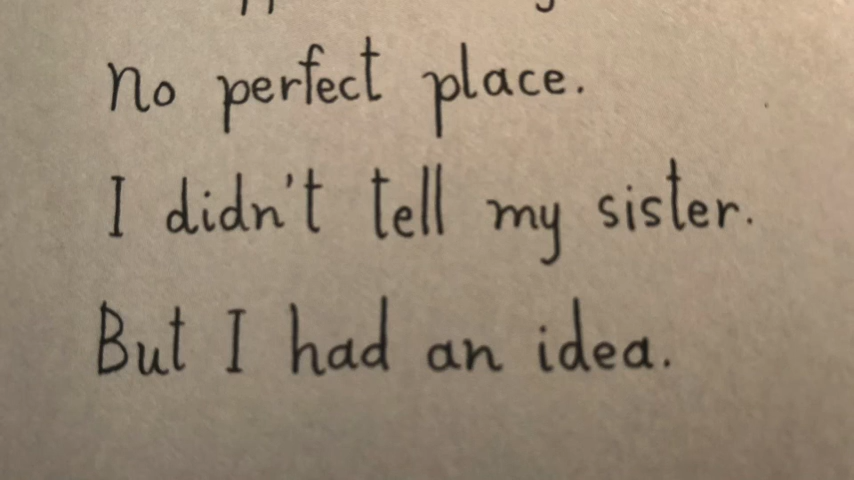 No perfect place.
I didn't tell my sister.
But I had an idea.